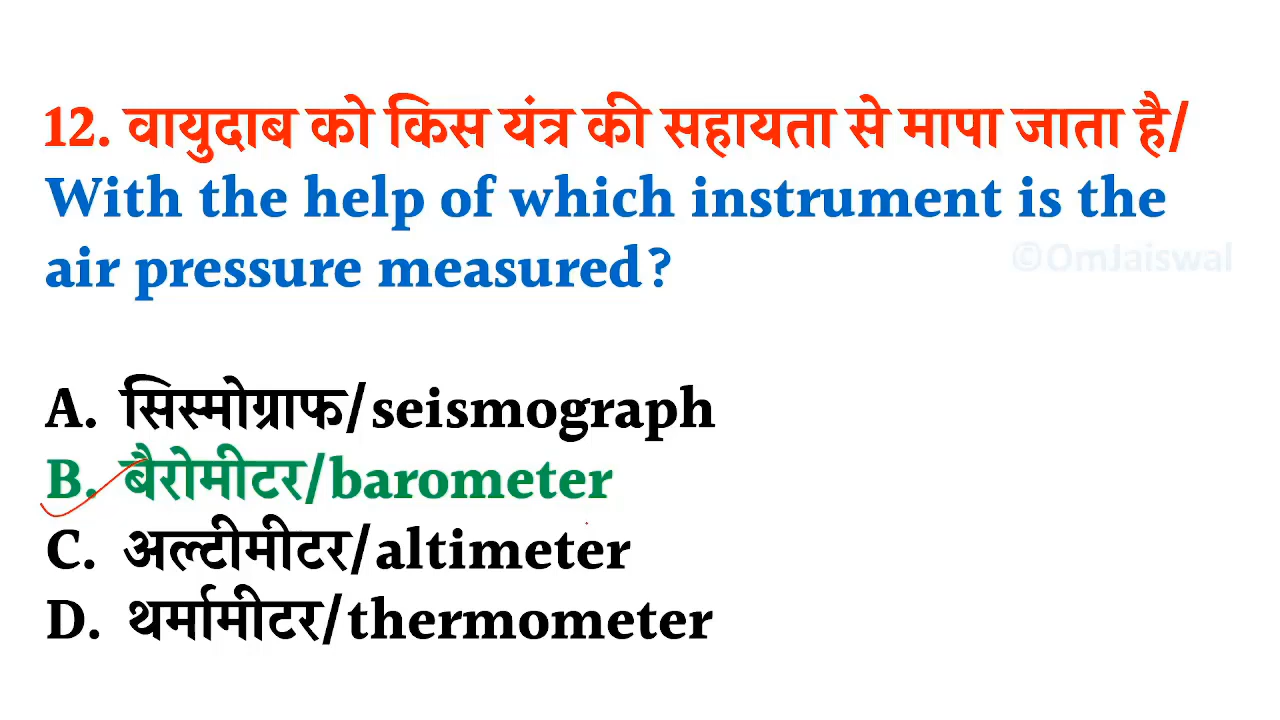 12. वायुदाब को किस यंत्र की सहायता से मापा जाता है/
With the help of which instrument is the
air pressure measured?
©OmJaiswal
A. सिस्मोग्राफ/seismograph
B. बैरोमीटर/barometer
C. अल्टीमीटर/altimeter
D. थर्मामीटर/thermometer